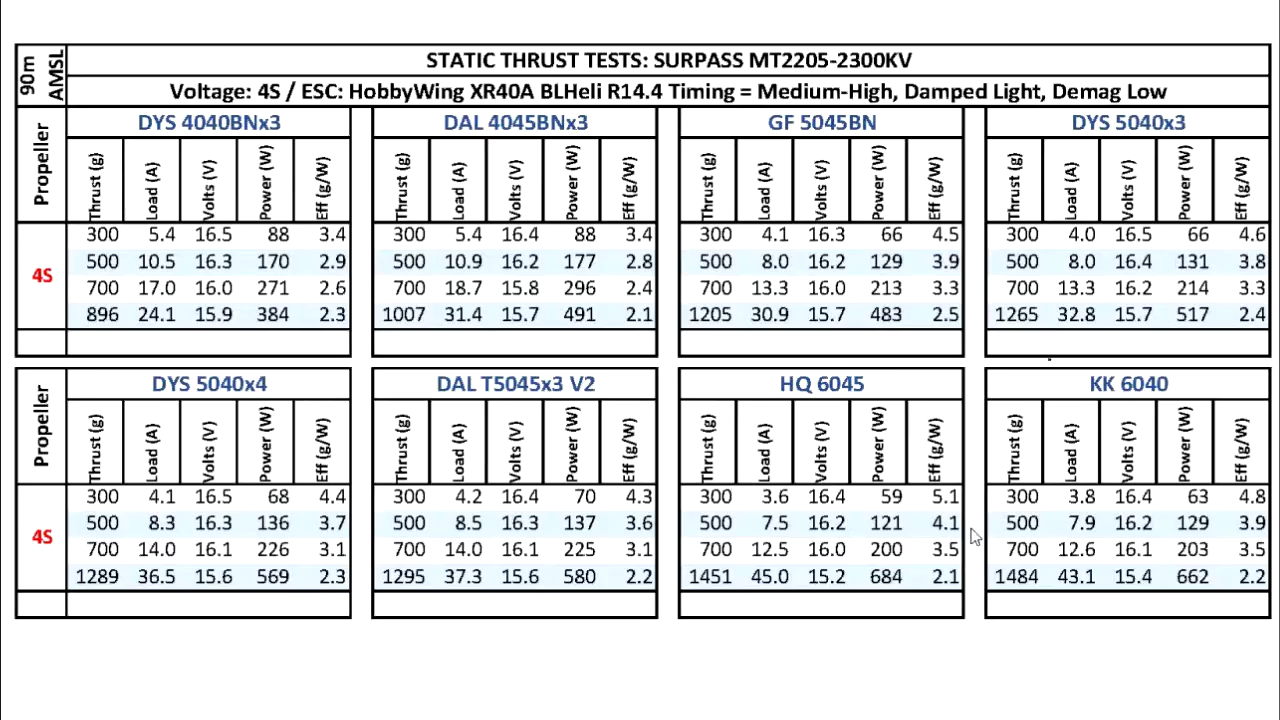 90m AMSL
STATIC THRUST TESTS: SURPASS MT2205-2300KV
Voltage: 4S / ESC: HobbyWing XR40A BLHeli R14.4 Timing = Medium-High, Damped Light, Demag Low
Propeller DYS 4040BNx3 DAL 4045BNx3 GF 5045BN DYS 5040x3
Thrust (g) Load (A) Volts (V) Power (W) Eff (g/W) Thrust (g) Load (A) Volts (V) Power (W) Eff (g/W) Thrust (g) Load (A) Volts (V) Power (W) Eff (g/W) Thrust (g) Load (A) Volts (V) Power (W) Eff (g/W)
300 5.4 16.5 88 3.4 300 5.4 16.4 88 3.4 300 4.1 16.3 66 4.5 300 4.0 16.5 66 4.6
4S
500 10.5 16.3 170 2.9 500 10.9 16.2 177 2.8 500 8.0 16.2 129 3.9 500 8.0 16.4 131 3.8
700 17.0 16.0 271 2.6 700 18.7 15.8 296 2.4 700 13.3 16.0 213 3.3 700 13.3 16.2 214 3.3
896 24.1 15.9 384 2.3 1007 31.4 15.7 491 2.1 1205 30.9 15.7 483 2.5 1265 32.8 15.7 517 2.4
Propeller DYS 5040x4 DAL T5045x3 V2 HQ 6045 KK 6040
Thrust (g) Load (A) Volts (V) Power (W) Eff (g/W) Thrust (g) Load (A) Volts (V) Power (W) Eff (g/W) Thrust (g) Load (A) Volts (V) Power (W) Eff (g/W) Thrust (g) Load (A) Volts (V) Power (W) Eff (g/W)
300 4.1 16.5 68 4.4 300 4.2 16.4 70 4.3 300 3.6 16.4 59 5.1 300 3.8 16.4 63 4.8
4S
500 8.3 16.3 136 3.7 500 8.5 16.3 137 3.6 500 7.5 16.2 121 4.1 500 7.9 16.2 129 3.9
700 14.0 16.1 226 3.1 700 14.0 16.1 225 3.1 700 12.5 16.0 200 3.5 700 12.6 16.1 203 3.5
1289 36.5 15.6 569 2.3 1295 37.3 15.6 580 2.2 1451 45.0 15.2 684 2.1 1484 43.1 15.4 662 2.2